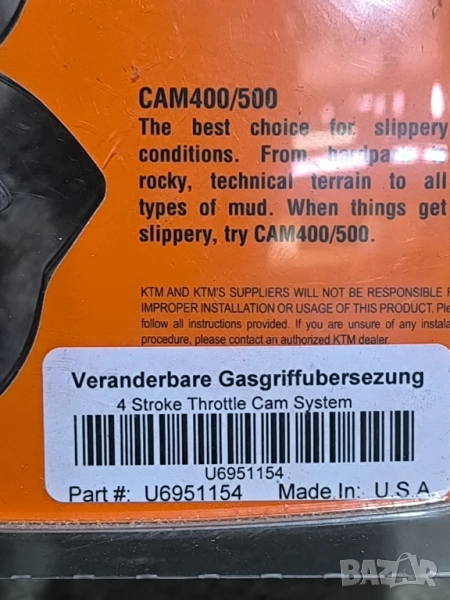 CAM400/500
The best choice for slippery
conditions. From hardpack to
rocky, technical terrain to all
types of mud. When things get
slippery, try CAM400/500.
KTM AND KTM'S SUPPLIERS WILL NOT BE RESPONSIBLE
IMPROPER INSTALLATION OR USAGE OF THIS PRODUCT.
follow all instructions provided. If you are unsure of any
procedure, please contact an authorized KTM dealer.
Veranderbare Gasgriffubersezung
4 Stroke Throttle Cam System
U6951154
Part #: U6951154 Made In: U.S.A.
BAZAR